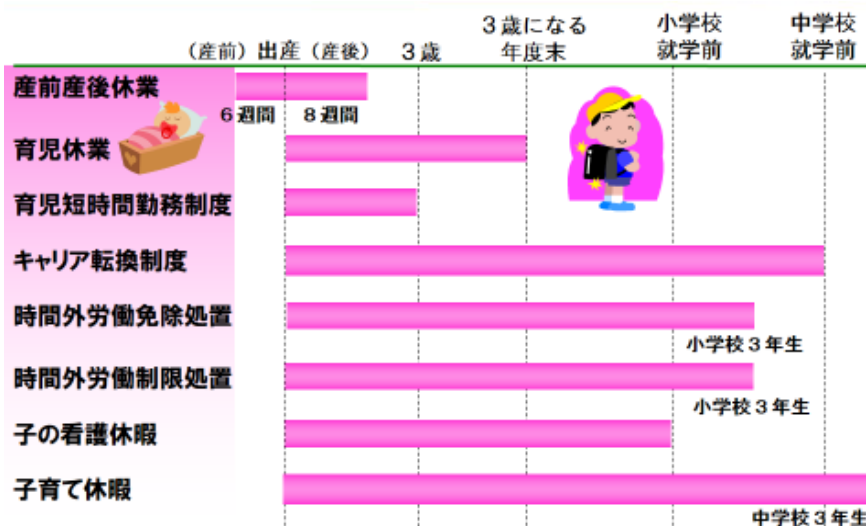 (産前) 出産 (産後)
3歳
3歳になる
年度末
小学校
就学前
中学校
就学前
産前産後休業
6週間
8週間
育児休業
育児短時間勤務制度
キャリア転換制度
時間外労働免除処置
小学校3年生
時間外労働制限処置
小学校3年生
子の看護休暇
子育て休暇
中学校3年生